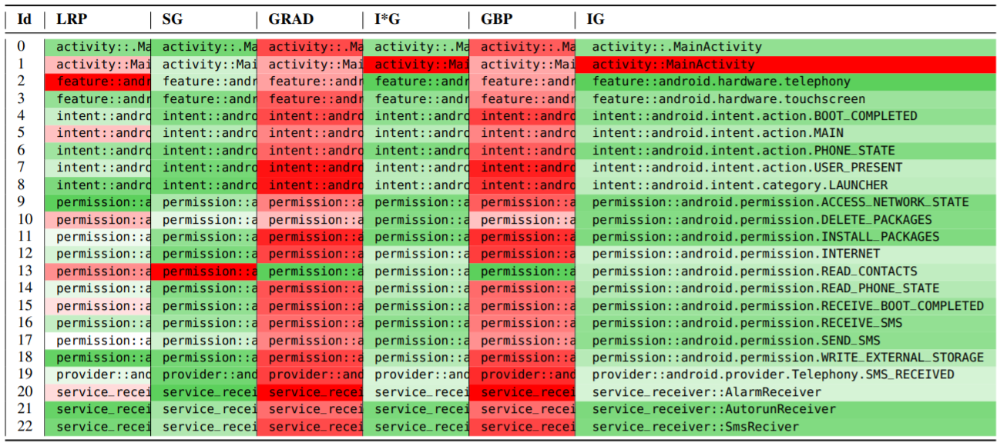 Id LRP SG GRAD I*G GBP IG
0 activity::.Ma activity::.Ma activity::.Ma activity::.Ma activity::.Ma activity::.MainActivity
1 activity::Mai activity::Mai activity::Mai activity::Mai activity::Mai activity::MainActivity
2 feature::andr feature::andr feature::andr feature::andr feature::andr feature::android.hardware.telephony
3 feature::andr feature::andr feature::andr feature::andr feature::andr feature::android.hardware.touchscreen
4 intent::andro intent::andro intent::andro intent::andro intent::andro intent::android.intent.action.BOOT_COMPLETED
5 intent::andro intent::andro intent::andro intent::andro intent::andro intent::android.intent.action.MAIN
6 intent::andro intent::andro intent::andro intent::andro intent::andro intent::android.intent.action.PHONE_STATE
7 intent::andro intent::andro intent::andro intent::andro intent::andro intent::android.intent.action.USER_PRESENT
8 intent::andro intent::andro intent::andro intent::andro intent::andro intent::android.intent.category.LAUNCHER
9 permission::a permission::a permission::a permission::a permission::a permission::android.permission.ACCESS_NETWORK_STATE
10 permission::a permission::a permission::a permission::a permission::a permission::android.permission.DELETE_PACKAGES
11 permission::a permission::a permission::a permission::a permission::a permission::android.permission.INSTALL_PACKAGES
12 permission::a permission::a permission::a permission::a permission::a permission::android.permission.INTERNET
13 permission::a permission::a permission::a permission::a permission::a permission::android.permission.READ_CONTACTS
14 permission::a permission::a permission::a permission::a permission::a permission::android.permission.READ_PHONE_STATE
15 permission::a permission::a permission::a permission::a permission::a permission::android.permission.RECEIVE_BOOT_COMPLETED
16 permission::a permission::a permission::a permission::a permission::a permission::android.permission.RECEIVE_SMS
17 permission::a permission::a permission::a permission::a permission::a permission::android.permission.SEND_SMS
18 permission::a permission::a permission::a permission::a permission::a permission::android.permission.WRITE_EXTERNAL_STORAGE
19 provider::and provider::and provider::and provider::and provider::and provider::android.provider.Telephony.SMS_RECEIVED
20 service_recei service_recei service_recei service_recei service_recei service_receiver::AlarmReceiver
21 service_recei service_recei service_recei service_recei service_recei service_receiver::AutorunReceiver
22 service_recei service_recei service_recei service_recei service_recei service_receiver::SmsReciver